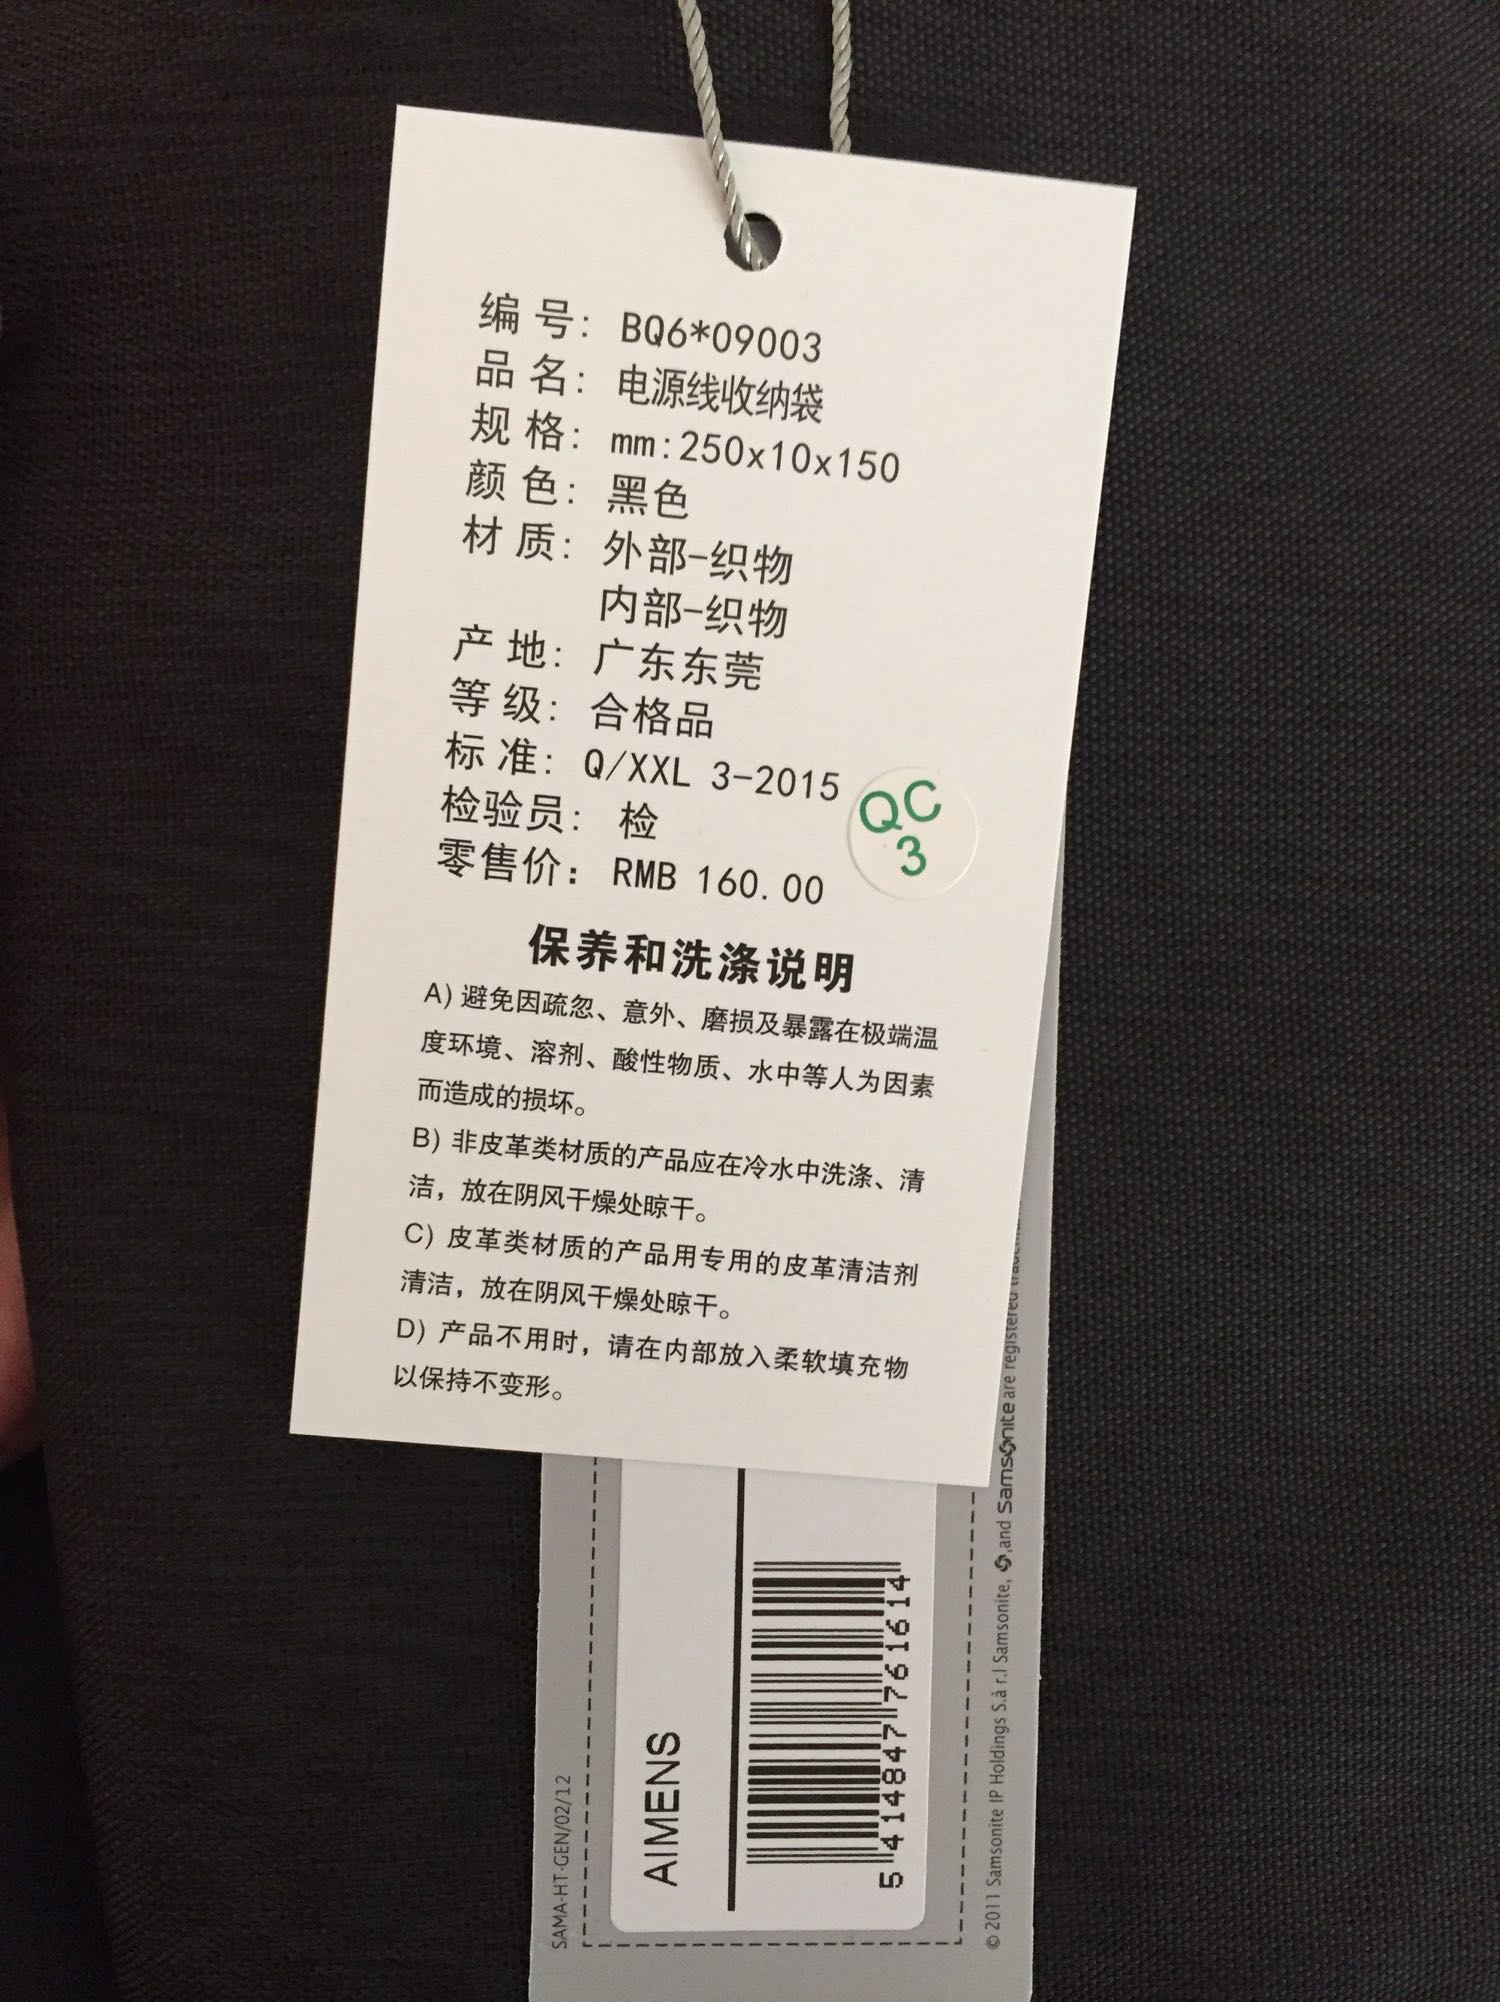 编 号: BQ6*09003
品 名: 电源线收纳袋
规 格: mm:250x10x150
颜 色: 黑色
材 质: 外部-织物
内部-织物
产 地: 广东东莞
等 级: 合格品
标 准: Q/XXL 3-2015
检验员: 检
零售价: RMB 160.00
QC
3
保养和洗涤说明
A) 避免因疏忽、意外、磨损及暴露在极端温
度环境、溶剂、酸性物质、水中等人为因素
而造成的损坏。
B) 非皮革类材质的产品应在冷水中洗涤、清
洁，放在阴风干燥处晾干。
C) 皮革类材质的产品用专用的皮革清洁剂
清洁，放在阴风干燥处晾干。
D) 产品不用时，请在内部放入柔软填充物
以保持不变形。
SAMA-HT-GEN/02/12
AIMENS
5 414847 761614
© 2011 Samsonite IP Holdings S.à r.l Samsonite, ,and Samsonite are registered